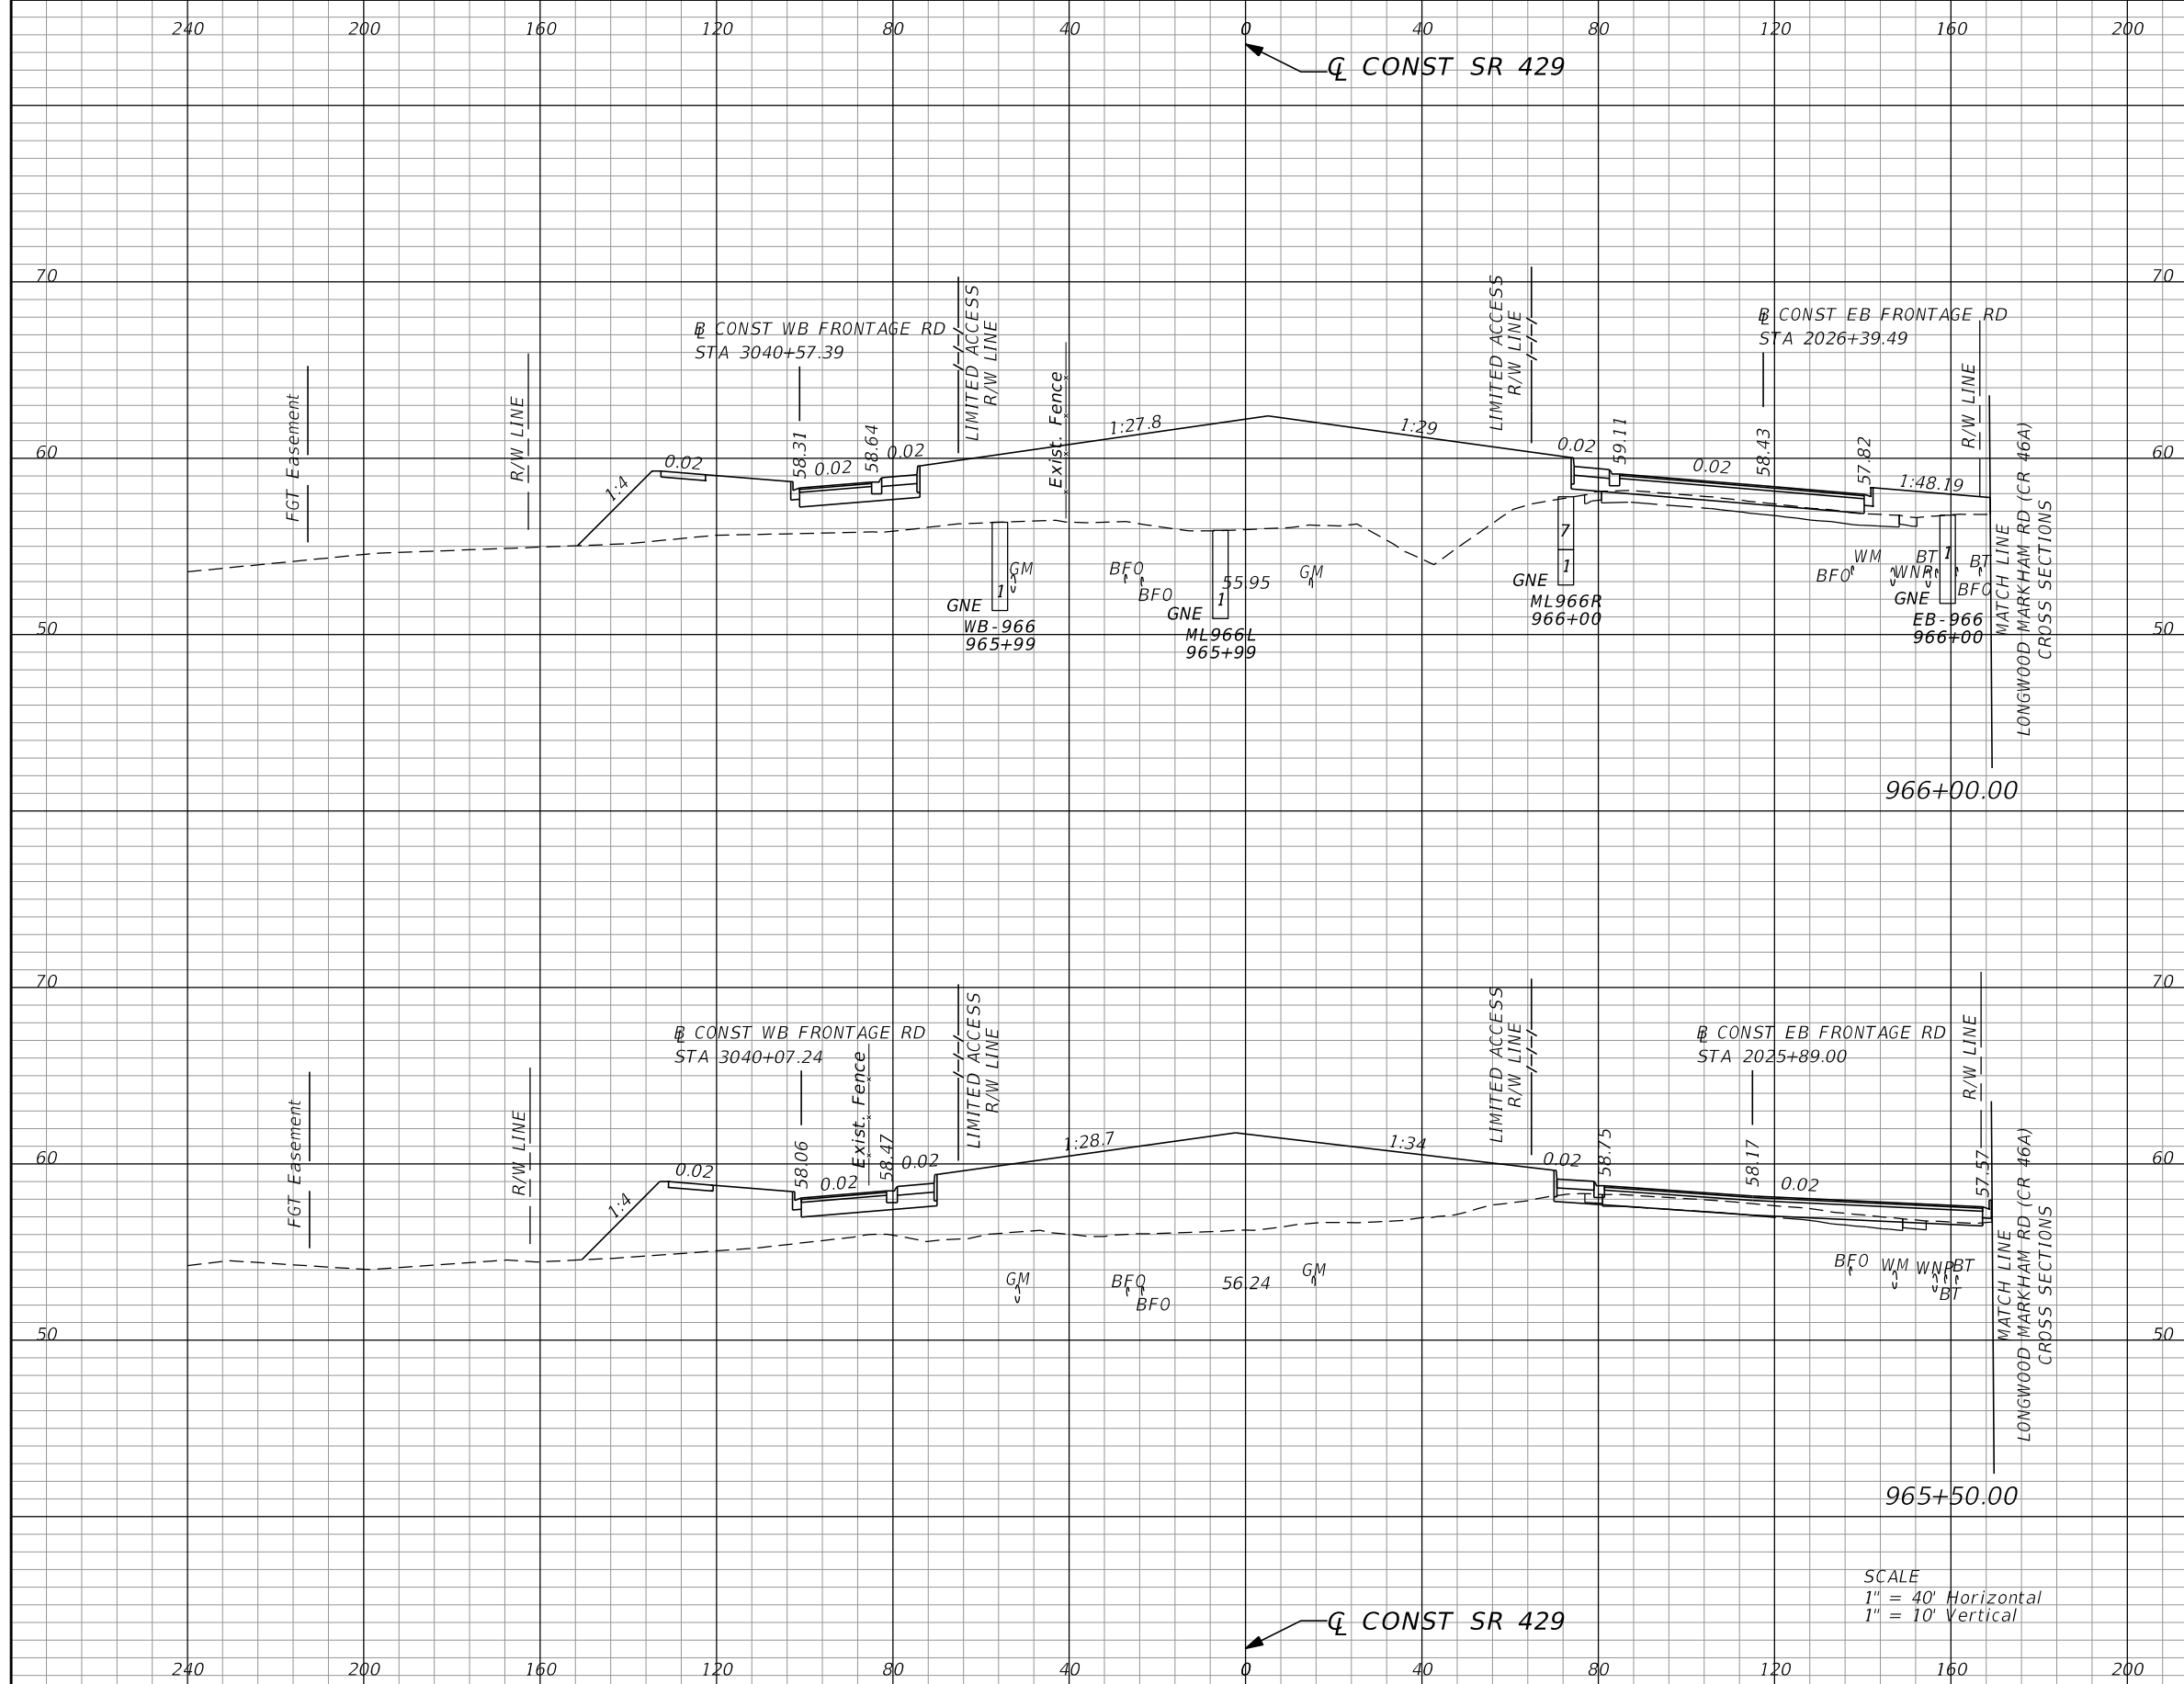 240 200 160 120 80 40 0 40 80 120 160 200
℄ CONST SR 429
70 70
LIMITED ACCESS
R/W LINE
LIMITED ACCESS
R/W LINE
℄ CONST EB FRONTAGE RD
STA 2026+39.49
℄ CONST WB FRONTAGE RD
STA 3040+57.39
FGT Easement
R/W LINE
Exist. Fence
R/W LINE
60 60
1:4
0.02
58.31
0.02
58.64
0.02
1:27.8
1:29
0.02
59.11
0.02
58.43
57.82
1:48.19
GNE
1
GM
WB-966
965+99
BFO
BFO
GNE
1
55.95
ML966L
965+99
GM
7
1
GNE
ML966R
966+00
WM
BFO
WNP
BT
1
BT
BFO
GNE
EB-966
966+00
MATCH LINE
LONGWOOD MARKHAM RD (CR 46A)
CROSS SECTIONS
50 50
966+00.00
70 70
LIMITED ACCESS
R/W LINE
LIMITED ACCESS
R/W LINE
℄ CONST WB FRONTAGE RD
STA 3040+07.24
℄ CONST EB FRONTAGE RD
STA 2025+89.00
FGT Easement
R/W LINE
Exist. Fence
R/W LINE
60 60
1:4
0.02
58.06
0.02
58.47
0.02
1:28.7
1:34
0.02
58.75
58.17
0.02
57.57
GM
BFO
BFO
56.24
GM
BFO
WM
WNP
BT
BT
MATCH LINE
LONGWOOD MARKHAM RD (CR 46A)
CROSS SECTIONS
50 50
965+50.00
SCALE
1" = 40' Horizontal
1" = 10' Vertical
℄ CONST SR 429
240 200 160 120 80 40 0 40 80 120 160 200